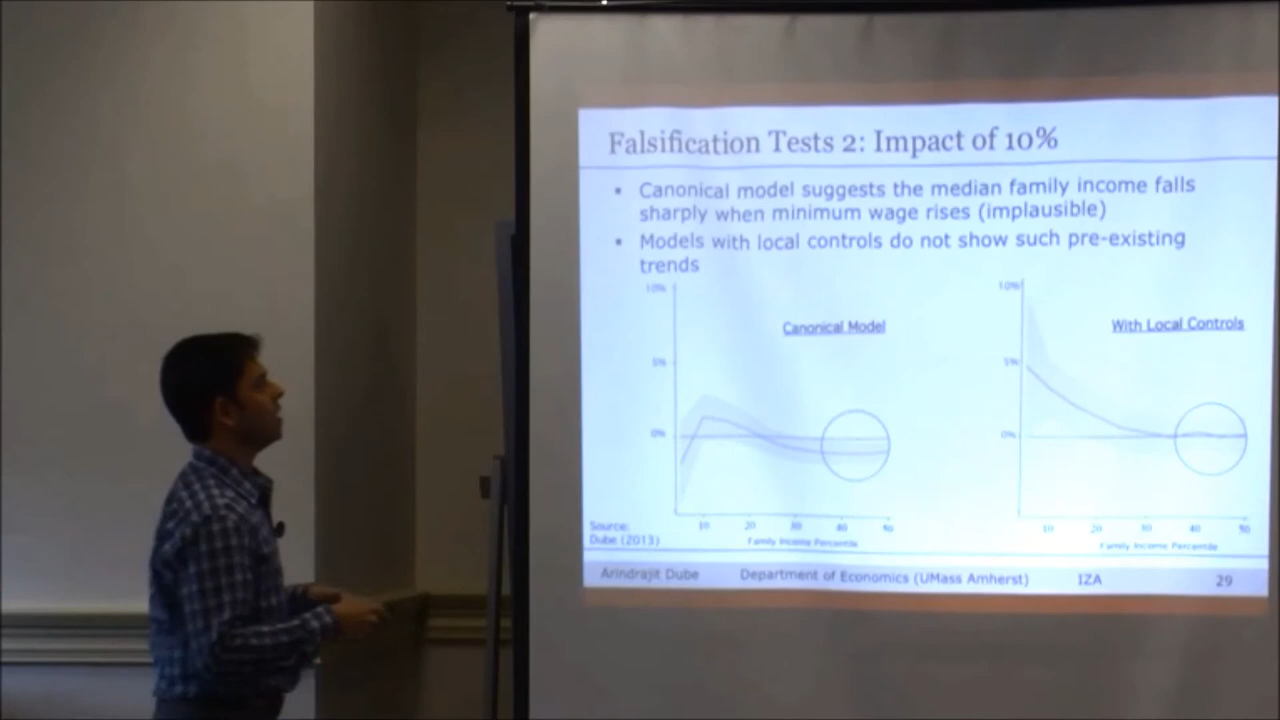 Falsification Tests 2: Impact of 10%
▪ Canonical model suggests the median family income falls
sharply when minimum wage rises (implausible)
▪ Models with local controls do not show such pre-existing
trends
10%
5%
0%
Canonical Model
10 20 30 40 50
Family Income Percentile
10%
5%
0%
With Local Controls
10 20 30 40 50
Family Income Percentile
Source:
Dube (2013)
Arindrajit Dube Department of Economics (UMass Amherst) IZA 29